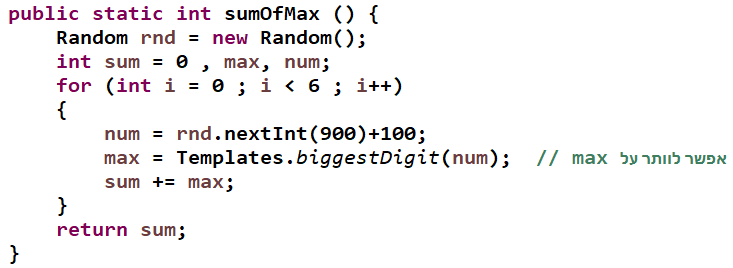 public static int sumOfMax () {
    Random rnd = new Random();
    int sum = 0 , max, num;
    for (int i = 0 ; i < 6 ; i++)
    {
        num = rnd.nextInt(900)+100;
        max = Templates.biggestDigit(num);  // max אפשר לוותר על
        sum += max;
    }
    return sum;
}